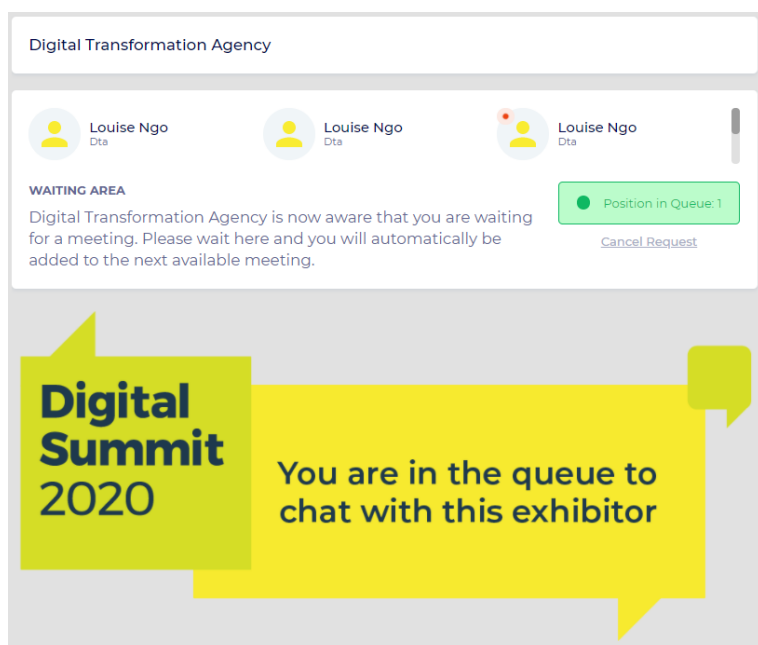 Digital Transformation Agency
Louise Ngo
Dta
Louise Ngo
Dta
Louise Ngo
Dta
WAITING AREA
Digital Transformation Agency is now aware that you are waiting
for a meeting. Please wait here and you will automatically be
added to the next available meeting.
Position in Queue: 1
Cancel Request
Digital
Summit
2020
You are in the queue to
chat with this exhibitor